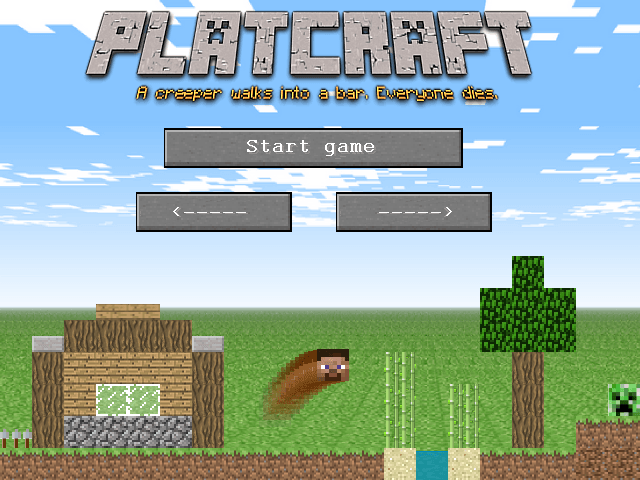 PLATCRAFT
A creeper walks into a bar. Everyone dies.
Start game
<----- ----->